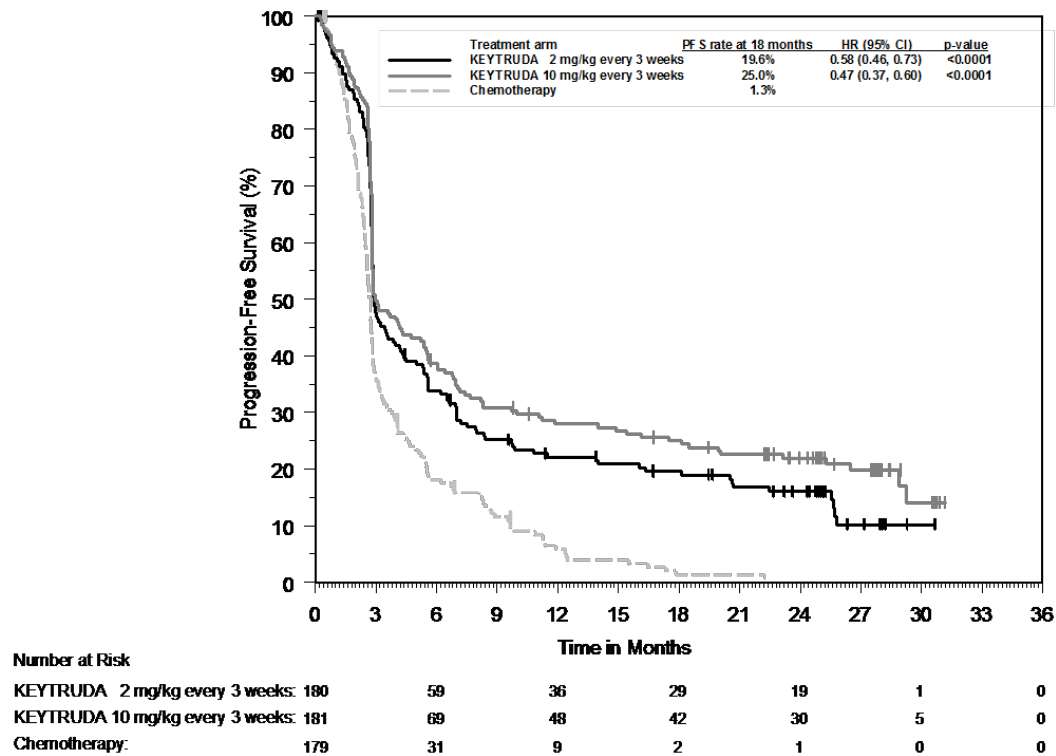 100
90
80
70
60
50
40
30
20
10
0
Progression-Free Survival (%)
Treatment arm PFS rate at 18 months HR (95% CI) p-value
KEYTRUDA 2 mg/kg every 3 weeks 19.6% 0.58 (0.46, 0.73) <0.0001
KEYTRUDA 10 mg/kg every 3 weeks 25.0% 0.47 (0.37, 0.60) <0.0001
Chemotherapy 1.3%
0 3 6 9 12 15 18 21 24 27 30 33 36
Time in Months
Number at Risk
KEYTRUDA 2 mg/kg every 3 weeks: 180 59 36 29 19 1 0
KEYTRUDA 10 mg/kg every 3 weeks: 181 69 48 42 30 5 0
Chemotherapy: 179 31 9 2 1 0 0